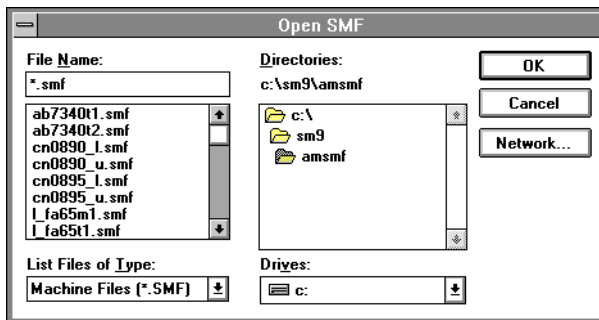 Open SMF
File Name:
*.smf
ab7340t1.smf
ab7340t2.smf
cn0890_l.smf
cn0890_u.smf
cn0895_l.smf
cn0895_u.smf
l_fa65m1.smf
l_fa65t1.smf
List Files of Type:
Machine Files (*.SMF)
Directories:
c:\sm9\amsmf
c:\
sm9
amsmf
Drives:
c:
OK
Cancel
Network...